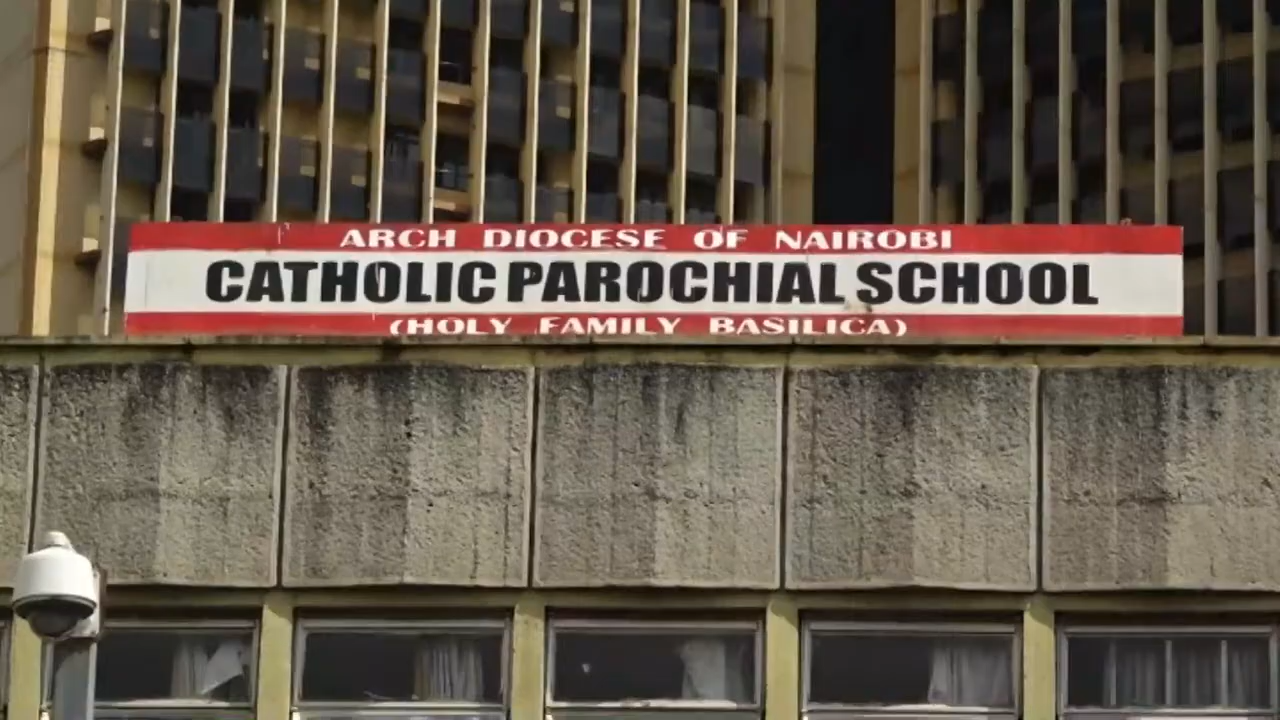 ARCH DIOCESE OF NAIROBI
CATHOLIC PAROCHIAL SCHOOL
(HOLY FAMILY BASILICA)